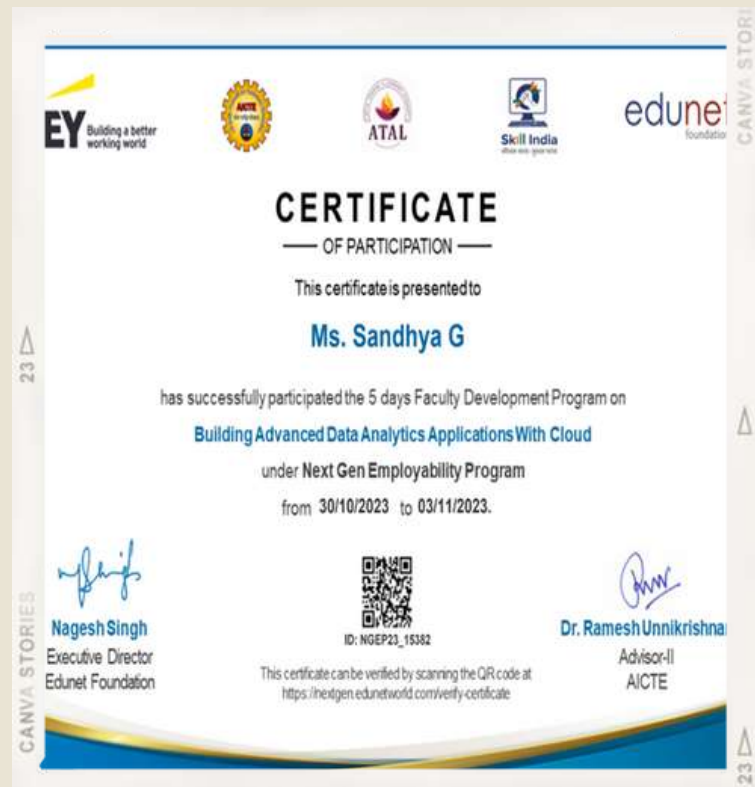 EY Building a better
working world
AICTE
ATAL
Skill India
edunet
foundation
CERTIFICATE
OF PARTICIPATION
This certificate is presented to
Ms. Sandhya G
has successfully participated the 5 days Faculty Development Program on
Building Advanced Data Analytics Applications With Cloud
under Next Gen Employability Program
from 30/10/2023 to 03/11/2023.
Nagesh Singh
Executive Director
Edunet Foundation
ID: NGEP23_15382
This certificate can be verified by scanning the QR code at
https://nextgen.edunetworld.com/verify-certificate
Dr. Ramesh Unnikrishna
Advisor-II
AICTE
CANVA STORIES
23
CANVA STORI
23